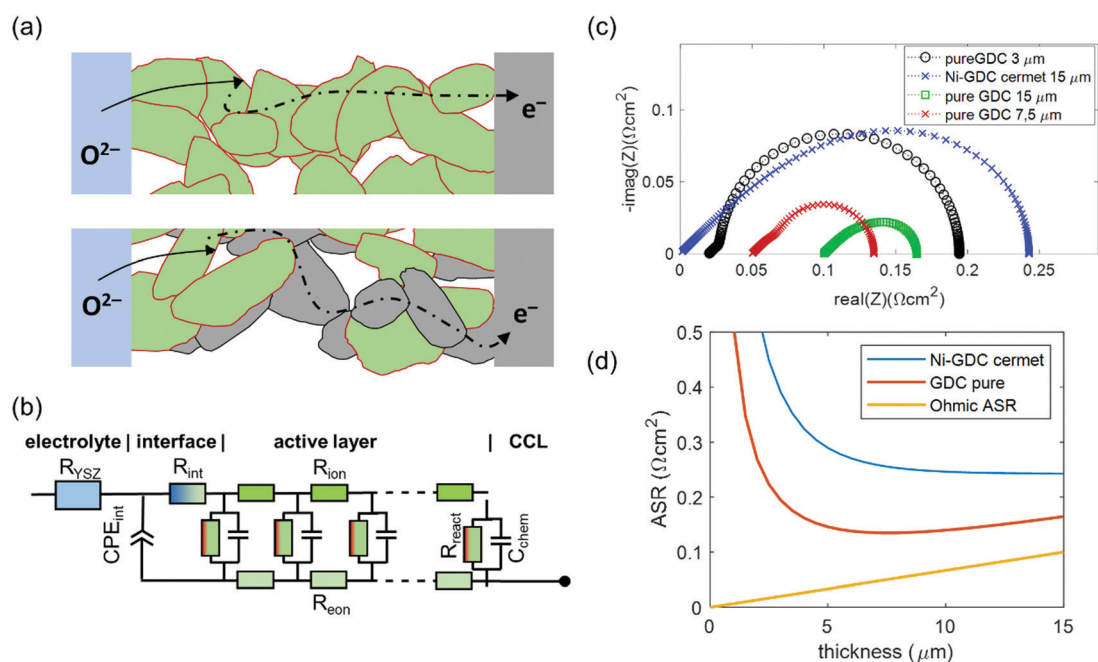 (a)
O2−
e−
O2−
e−
(b)
electrolyte | interface | active layer | CCL
RYSZ
Rint
Rion
CPEint
Rreact
Cchem
Reon
(c)
pureGDC 3 μm
Ni-GDC cermet 15 μm
pure GDC 15 μm
pure GDC 7,5 μm
-imag(Z)(Ωcm2)
0.1
0.05
0
0
0.05
0.1
0.15
0.2
0.25
real(Z)(Ωcm2)
(d)
Ni-GDC cermet
GDC pure
Ohmic ASR
ASR (Ωcm2)
0.5
0.4
0.3
0.2
0.1
0
0
5
10
15
thickness (μm)